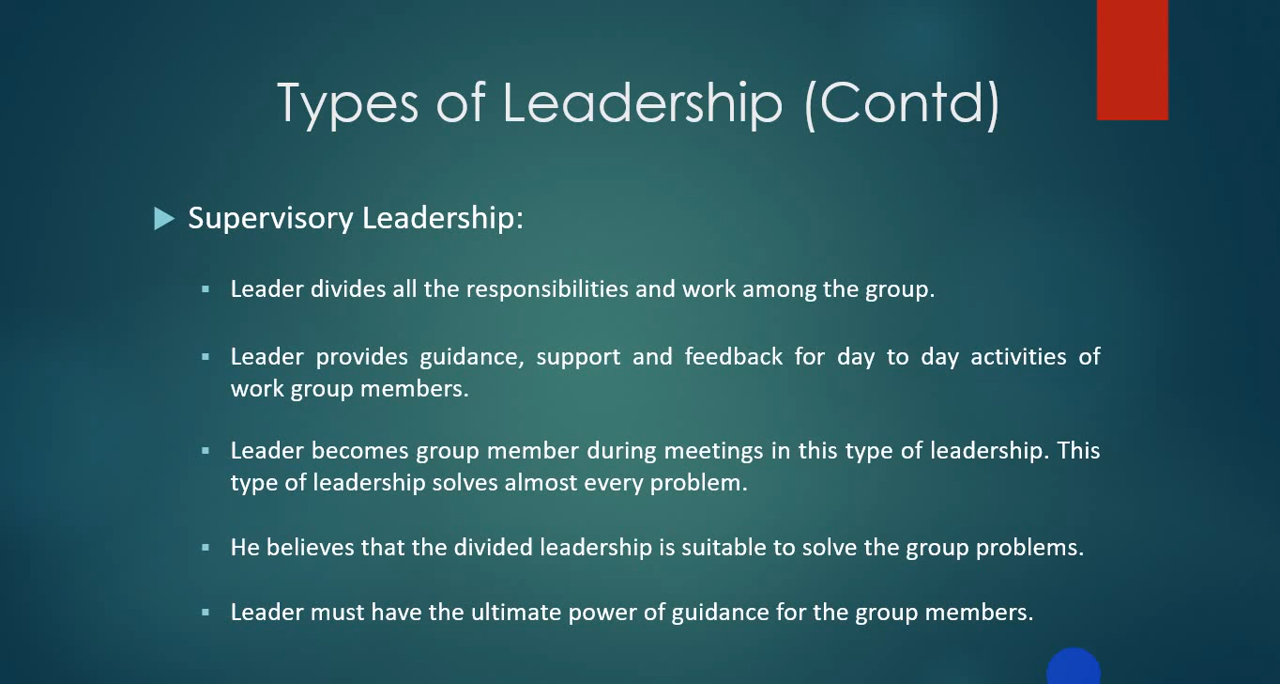 Types of Leadership (Contd)
Supervisory Leadership:
Leader divides all the responsibilities and work among the group.
Leader provides guidance, support and feedback for day to day activities of
work group members.
Leader becomes group member during meetings in this type of leadership. This
type of leadership solves almost every problem.
He believes that the divided leadership is suitable to solve the group problems.
Leader must have the ultimate power of guidance for the group members.